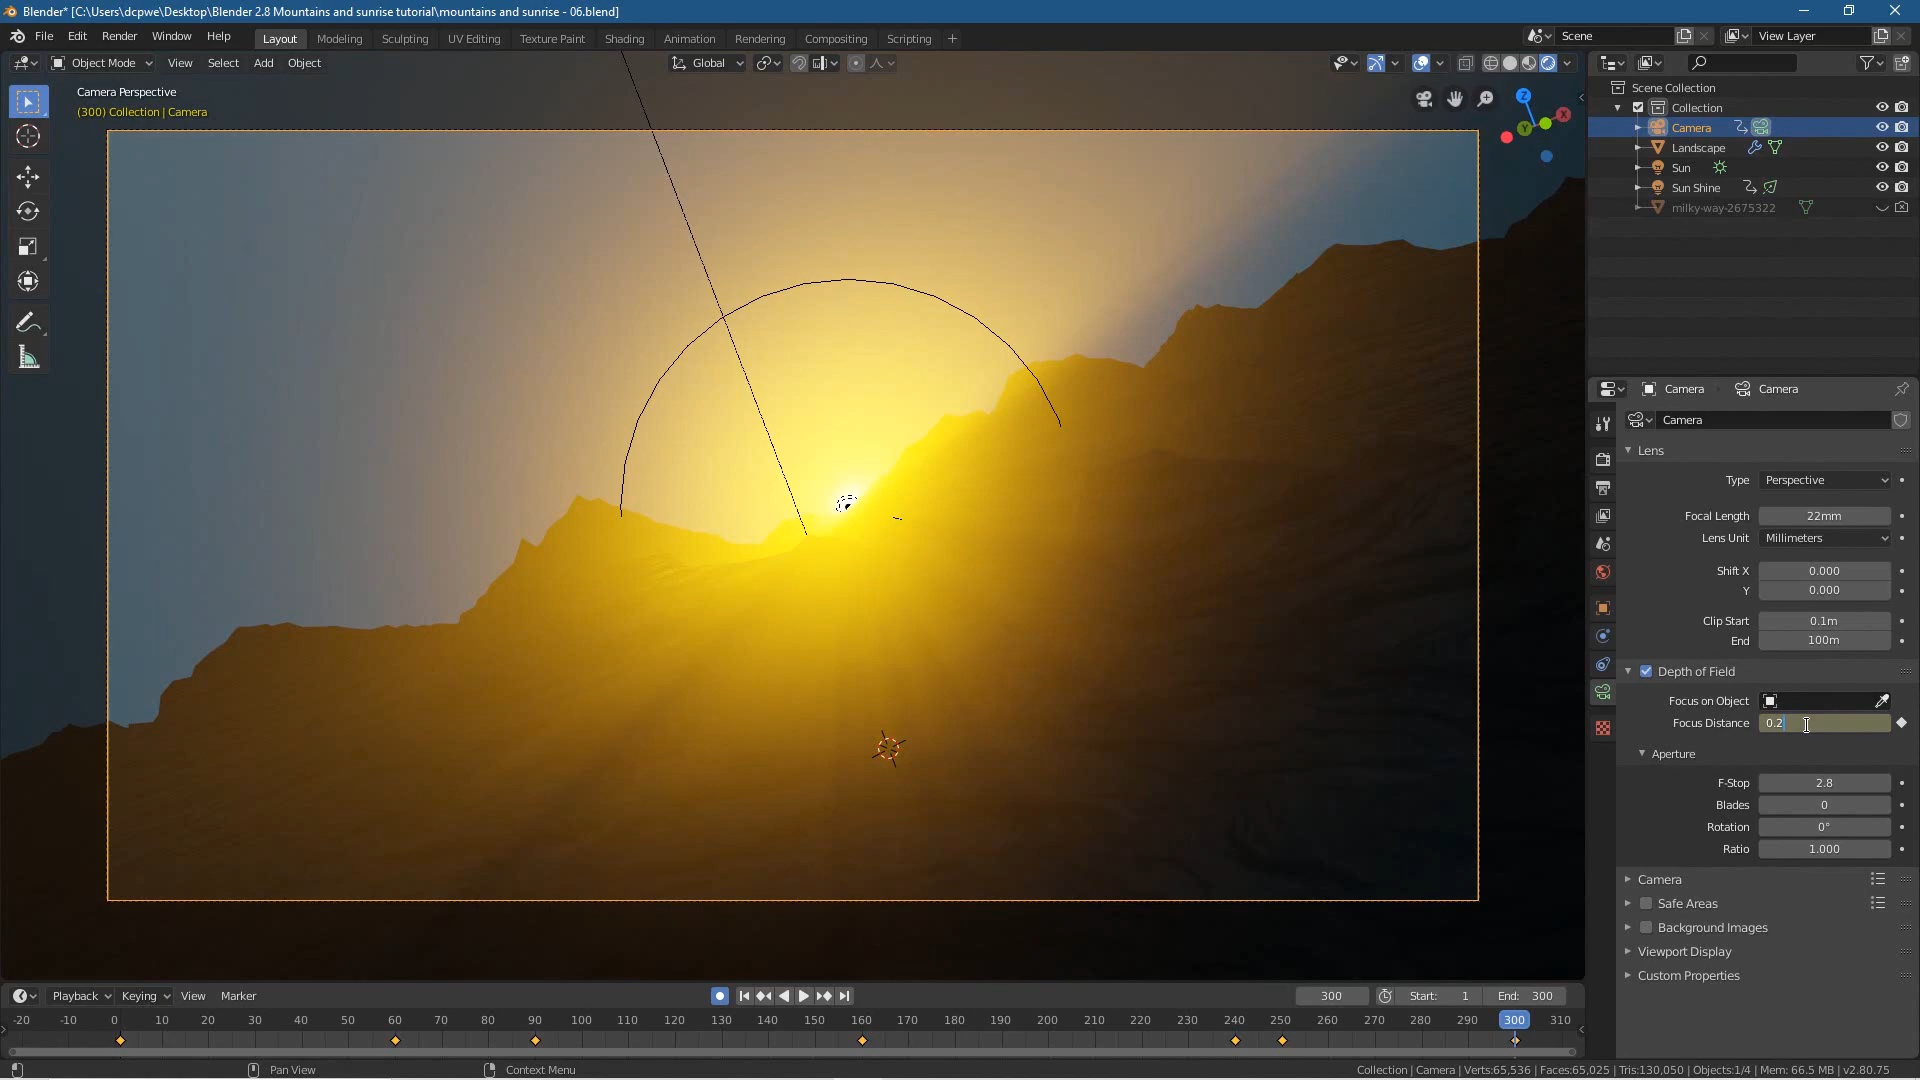 Blender* [C:\Users\dcpwe\Desktop\Blender 2.8 Mountains and sunrise tutorial\mountains and sunrise - 06.blend]
File Edit Render Window Help Layout Modeling Sculpting UV Editing Texture Paint Shading Animation Rendering Compositing Scripting + Scene View Layer
Object Mode View Select Add Object Global
Camera Perspective
(300) Collection | Camera
Z X Y
Scene Collection
Collection
Camera
Landscape
Sun
Sun Shine
milky-way-2675322
Camera Camera
Camera
Lens
Type Perspective
Focal Length 22mm
Lens Unit Millimeters
Shift X 0.000
Y 0.000
Clip Start 0.1m
End 100m
Depth of Field
Focus on Object
Focus Distance 0.2
Aperture
F-Stop 2.8
Blades 0
Rotation 0°
Ratio 1.000
Camera
Safe Areas
Background Images
Viewport Display
Custom Properties
Playback Keying View Marker 300 Start: 1 End: 300
-20 -10 0 10 20 30 40 50 60 70 80 90 100 110 120 130 140 150 160 170 180 190 200 210 220 230 240 250 260 270 280 290 300 310
Pan View Context Menu Collection | Camera | Verts:65,536 | Faces:65,025 | Tris:130,050 | Objects:1/4 | Mem: 66.5 MB | v2.80.75